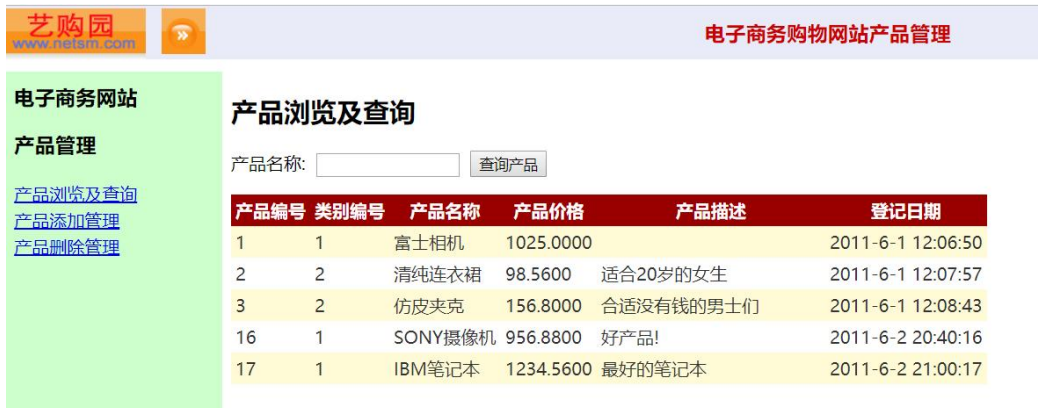 艺购园
www.netsm.com
电子商务购物网站产品管理
电子商务网站
产品管理
产品浏览及查询
产品添加管理
产品删除管理
产品浏览及查询
产品名称: 查询产品
产品编号 类别编号 产品名称 产品价格 产品描述 登记日期
1 1 富士相机 1025.0000 2011-6-1 12:06:50
2 2 清纯连衣裙 98.5600 适合20岁的女生 2011-6-1 12:07:57
3 2 仿皮夹克 156.8000 合适没有钱的男士们 2011-6-1 12:08:43
16 1 SONY摄像机 956.8800 好产品! 2011-6-2 20:40:16
17 1 IBM笔记本 1234.5600 最好的笔记本 2011-6-2 21:00:17